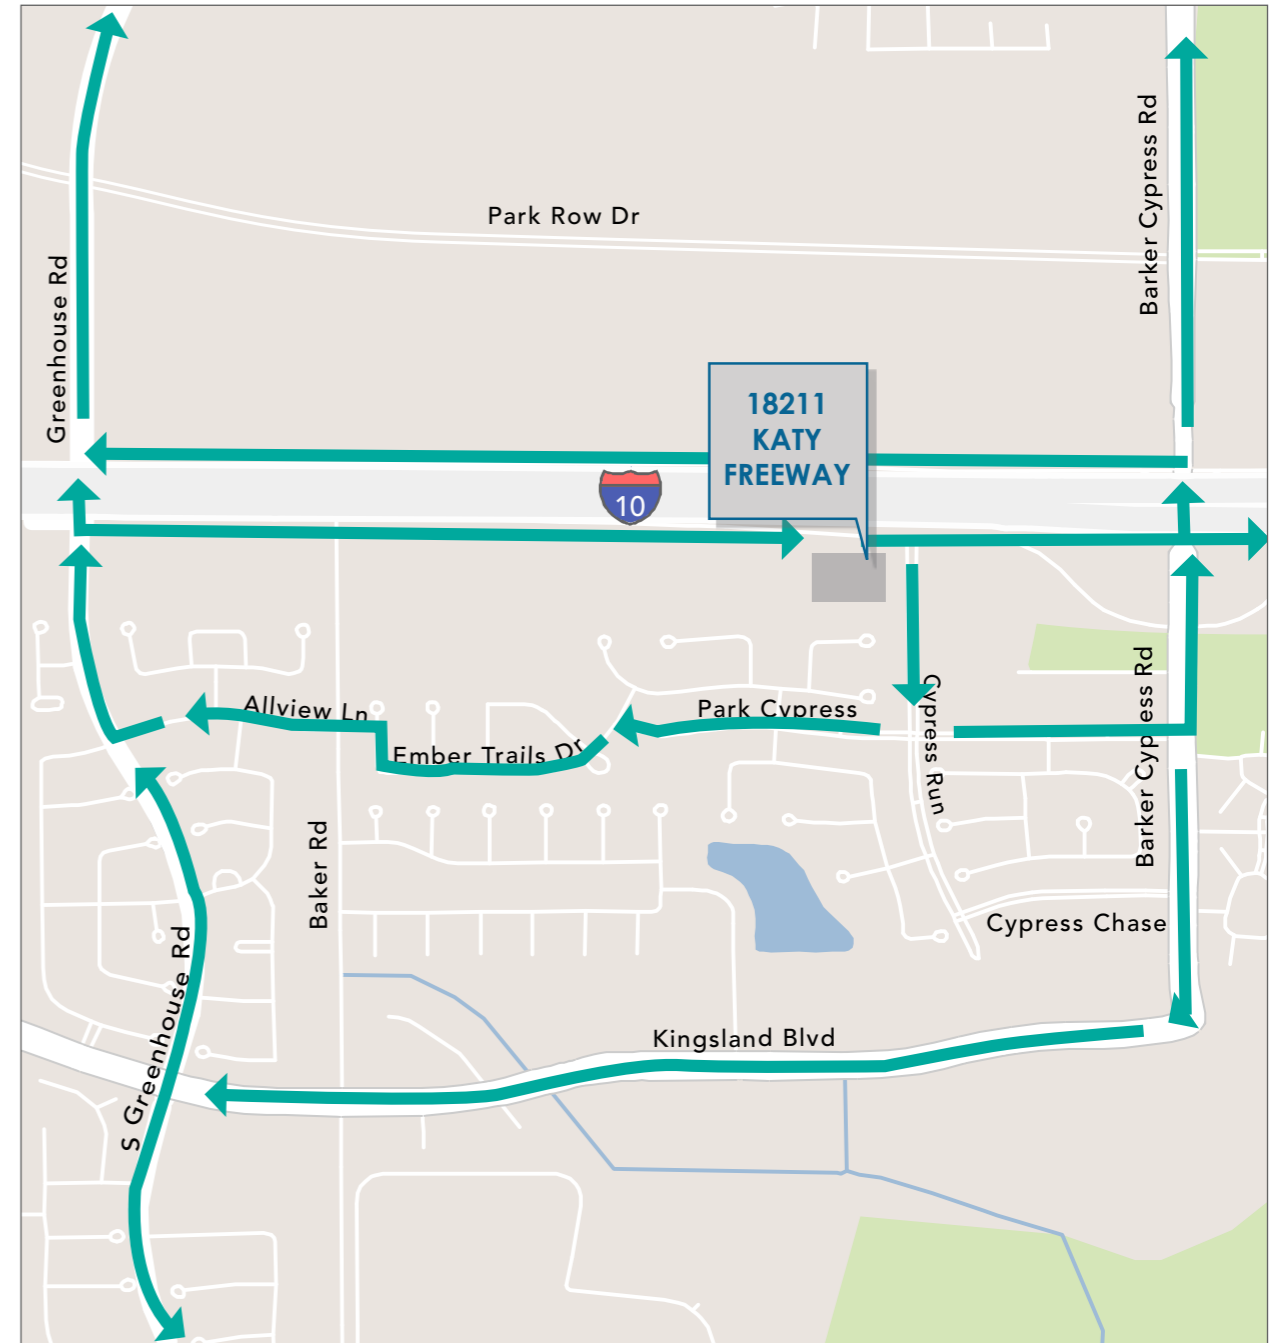 Barker Cypress Rd
Park Row Dr
Greenhouse Rd
18211
KATY
FREEWAY
10
Allview Ln
Park Cypress
Ember Trails Dr
Cypress Run
Barker Cypress Rd
Baker Rd
Cypress Chase
S Greenhouse Rd
Kingsland Blvd